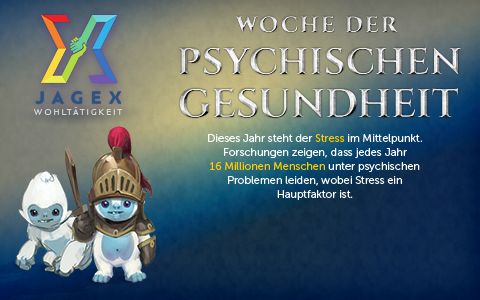 JAGEX
WOHLTÄTIGKEIT
WOCHE DER
PSYCHISCHEN
GESUNDHEIT
Dieses Jahr steht der Stress im Mittelpunkt.
Forschungen zeigen, dass jedes Jahr
16 Millionen Menschen unter psychischen
Problemen leiden, wobei Stress ein
Hauptfaktor ist.